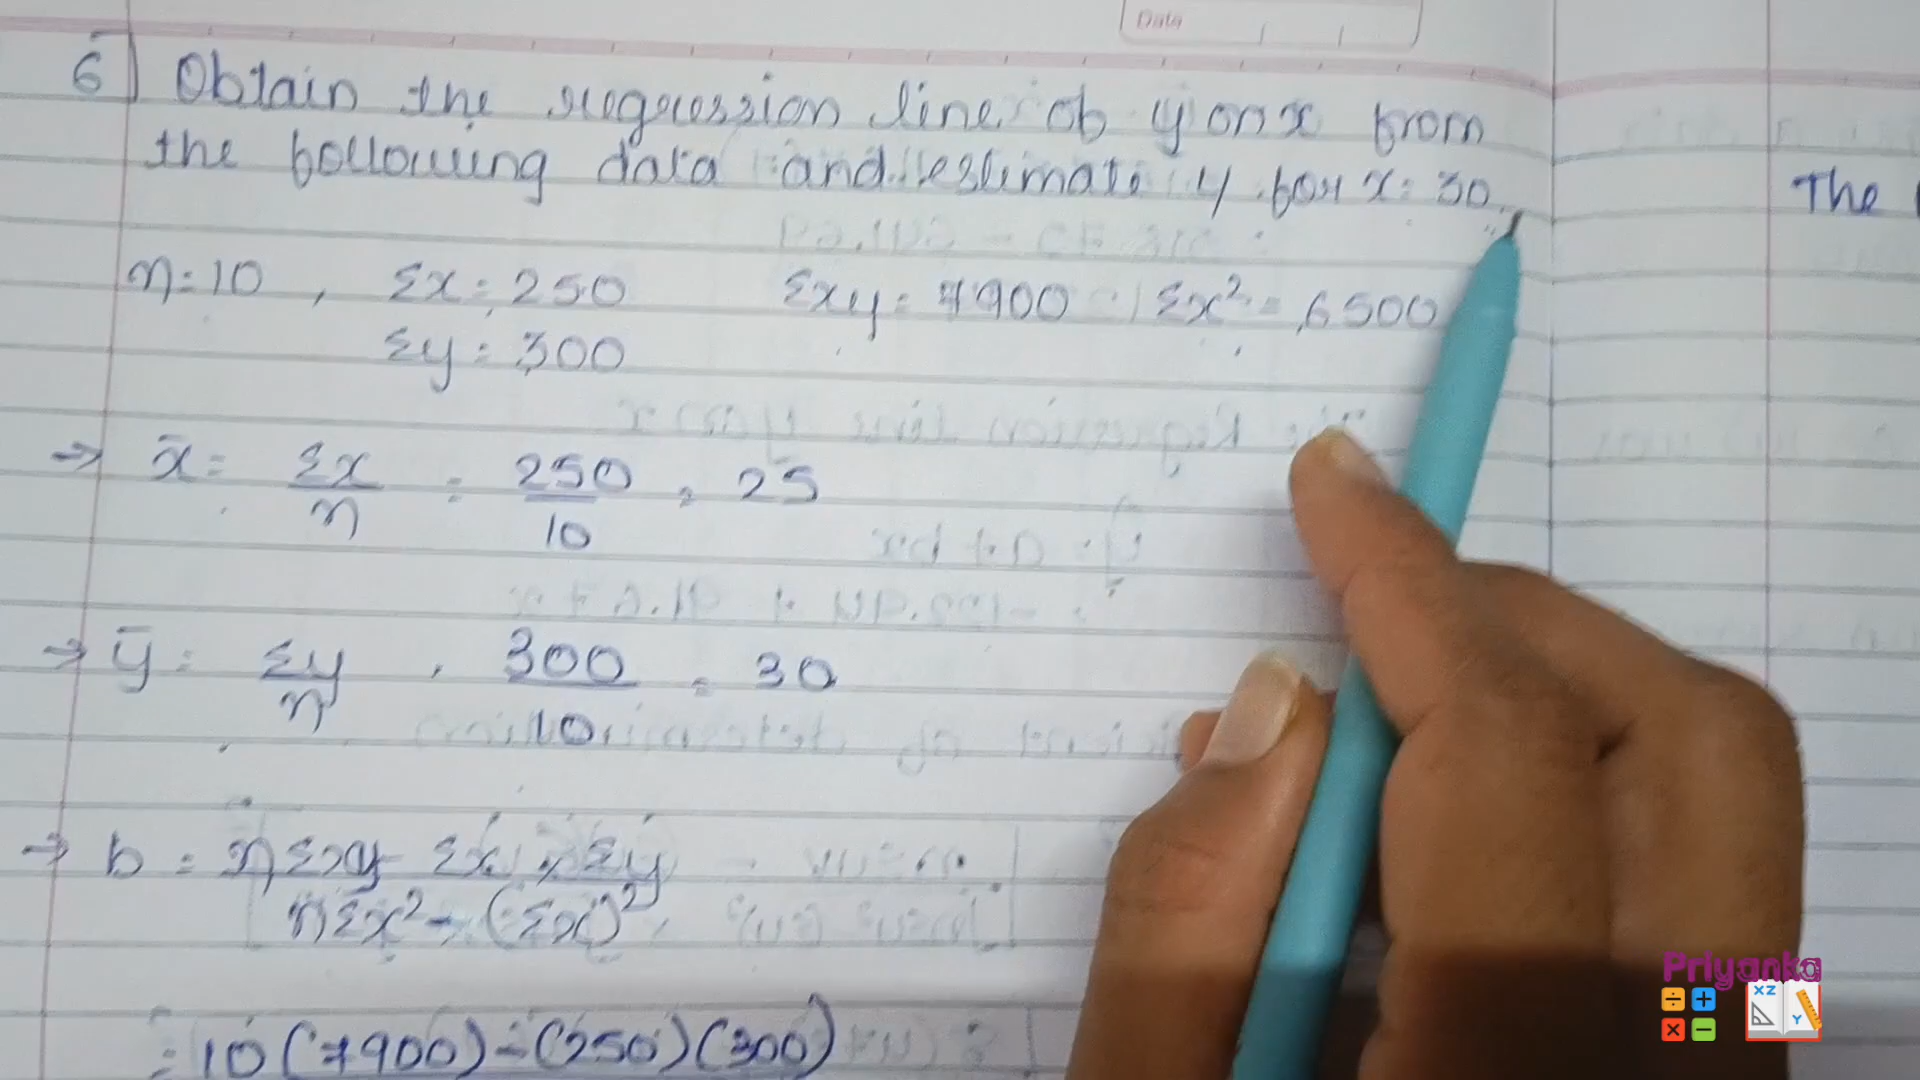 Data
6) Obtain the regression line of y on x from
the following data and estimate y for x = 30.
The
n = 10 , Σx = 250 Σxy = 7900 Σx² = 6500
Σy = 300
→ x̄ = Σx/n = 250/10 = 25
→ ȳ = Σy/n = 300/10 = 30
→ b = nΣxy - Σx . Σy
nΣx² - (Σx)²
= 10 (7900) - (250) (300)
Priyanka
XZ
Y